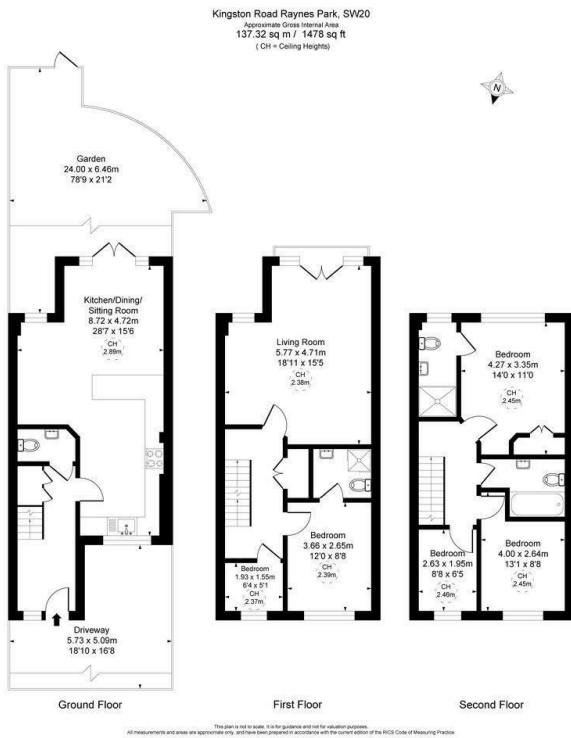 Kingston Road Raynes Park, SW20
Approximate Gross Internal Area
137.32 sq m / 1478 sq ft
( CH = Ceiling Heights)
N
Garden
24.00 x 6.46m
78'9 x 21'2
Kitchen/Dining/
Sitting Room
8.72 x 4.72m
28'7 x 15'6
CH
2.89m
Driveway
5.73 x 5.09m
18'10 x 16'8
Ground Floor
Living Room
5.77 x 4.71m
18'11 x 15'5
CH
2.38m
Bedroom
3.66 x 2.65m
12'0 x 8'8
CH
2.39m
Bedroom
1.93 x 1.55m
6'4 x 5'1
CH
2.37m
First Floor
Bedroom
4.27 x 3.35m
14'0 x 11'0
CH
2.45m
Bedroom
2.63 x 1.95m
8'8 x 6'5
CH
2.46m
Bedroom
4.00 x 2.64m
13'1 x 8'8
CH
2.45m
Second Floor
This plan is not to scale. It is for guidance and not for valuation purposes.
All measurements and areas are approximate only, and have been prepared in accordance with the current edition of the RICS Code of Measuring Practice.